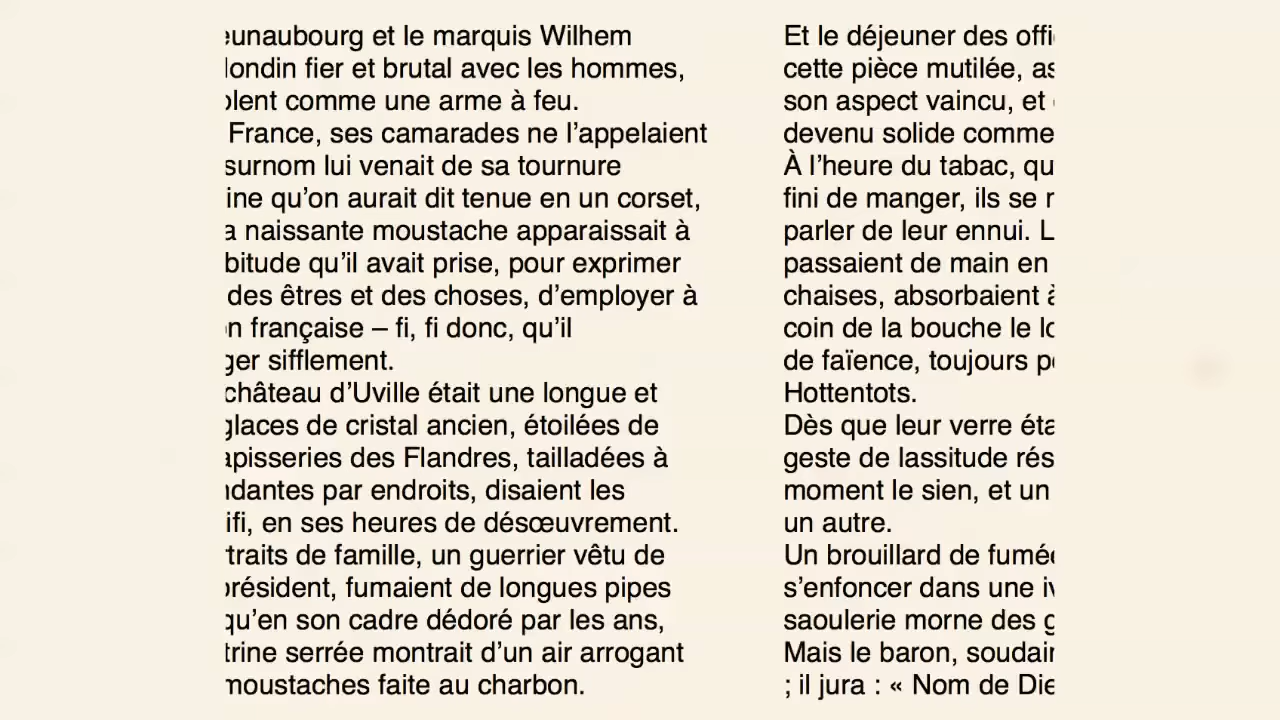 eunaubourg et le marquis Wilhem
londin fier et brutal avec les hommes,
olent comme une arme à feu.
France, ses camarades ne l’appelaient
surnom lui venait de sa tournure
ine qu’on aurait dit tenue en un corset,
a naissante moustache apparaissait à
bitude qu’il avait prise, pour exprimer
des êtres et des choses, d’employer à
n française – fi, fi donc, qu’il
ger sifflement.
château d’Uville était une longue et
glaces de cristal ancien, étoilées de
apisseries des Flandres, tailladées à
ndantes par endroits, disaient les
ifi, en ses heures de désœuvrement.
traits de famille, un guerrier vêtu de
président, fumaient de longues pipes
qu’en son cadre dédoré par les ans,
trine serrée montrait d’un air arrogant
moustaches faite au charbon.
Et le déjeuner des offi
cette pièce mutilée, as
son aspect vaincu, et
devenu solide comme
À l’heure du tabac, qu
fini de manger, ils se
parler de leur ennui. L
passaient de main en
chaises, absorbaient à
coin de la bouche le lo
de faïence, toujours pe
Hottentots.
Dès que leur verre éta
geste de lassitude rés
moment le sien, et un
un autre.
Un brouillard de fumée
s’enfoncer dans une iv
saoulerie morne des g
Mais le baron, soudain
; il jura : « Nom de Die